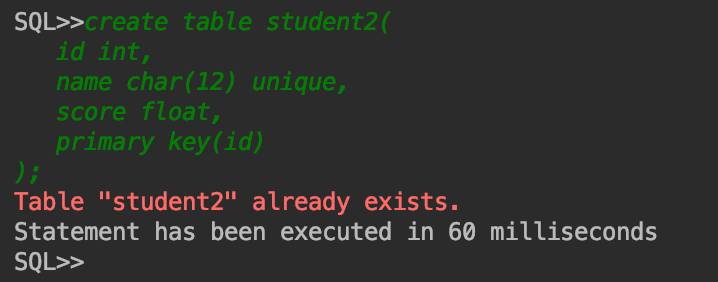 SQL>>create table student2(
id int,
name char(12) unique,
score float,
primary key(id)
);
Table "student2" already exists.
Statement has been executed in 60 milliseconds
SQL>>